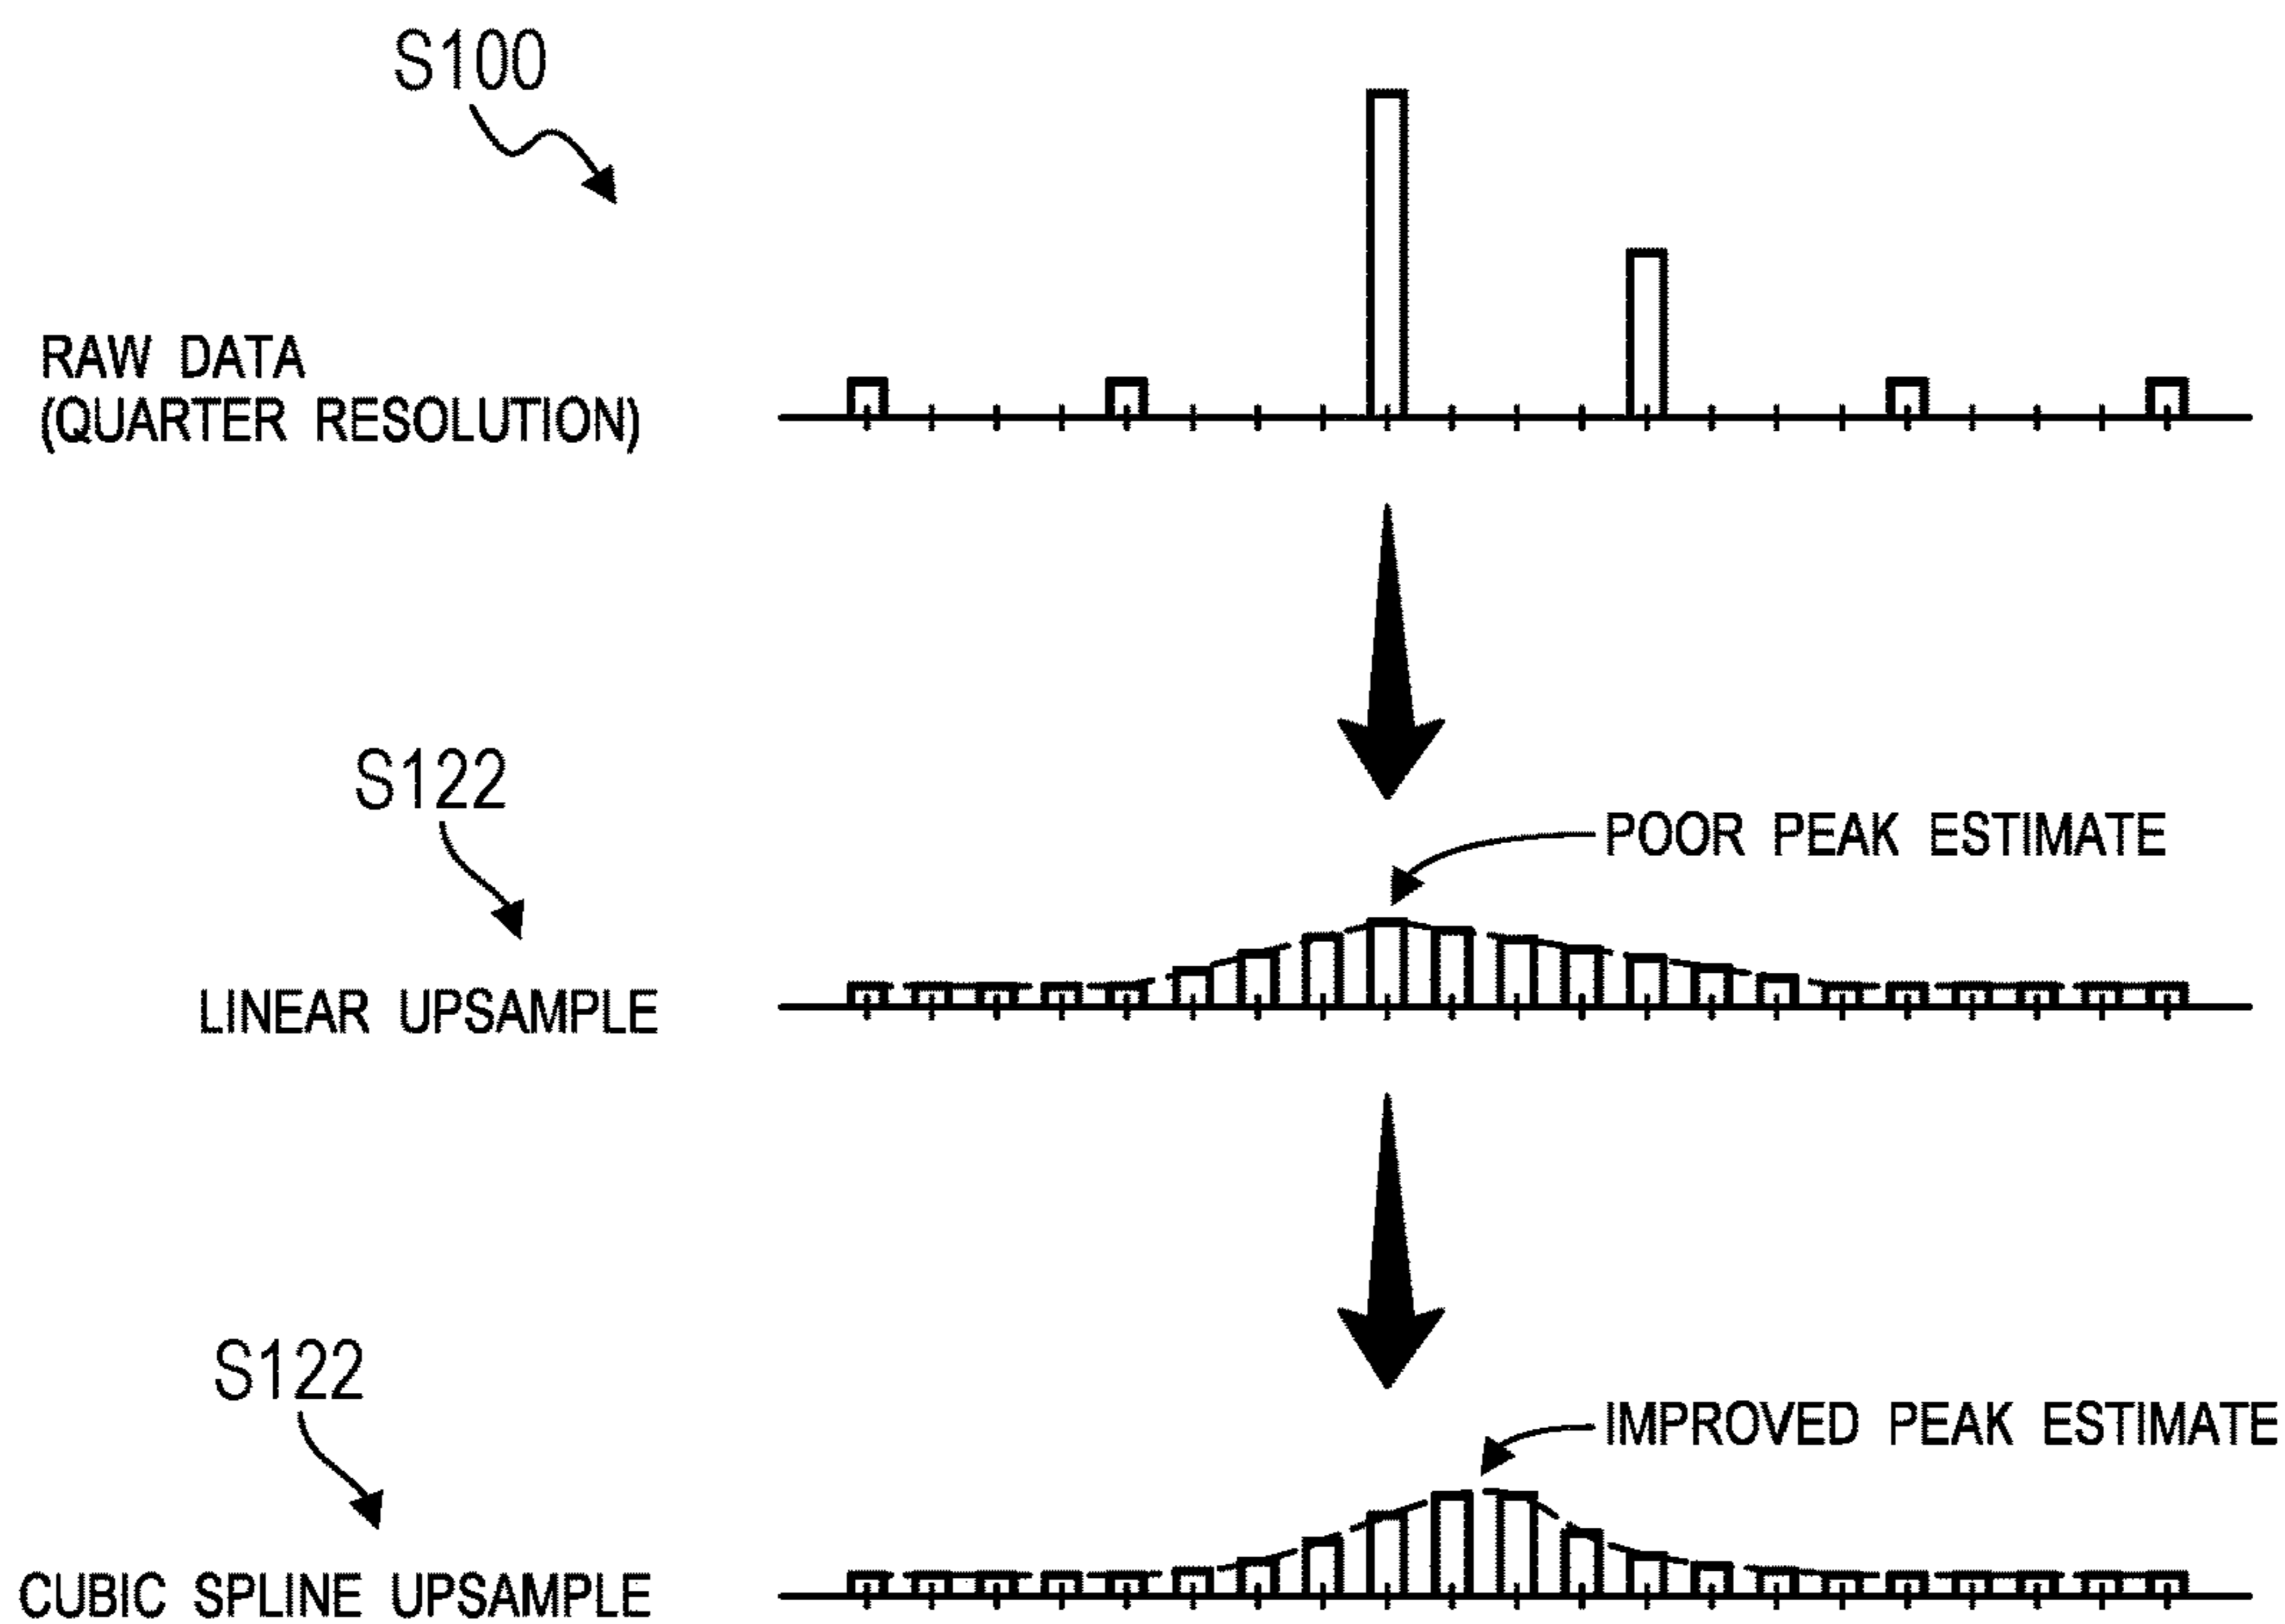 S100
RAW DATA
(QUARTER RESOLUTION)
S122
POOR PEAK ESTIMATE
LINEAR UPSAMPLE
S122
IMPROVED PEAK ESTIMATE
CUBIC SPLINE UPSAMPLE